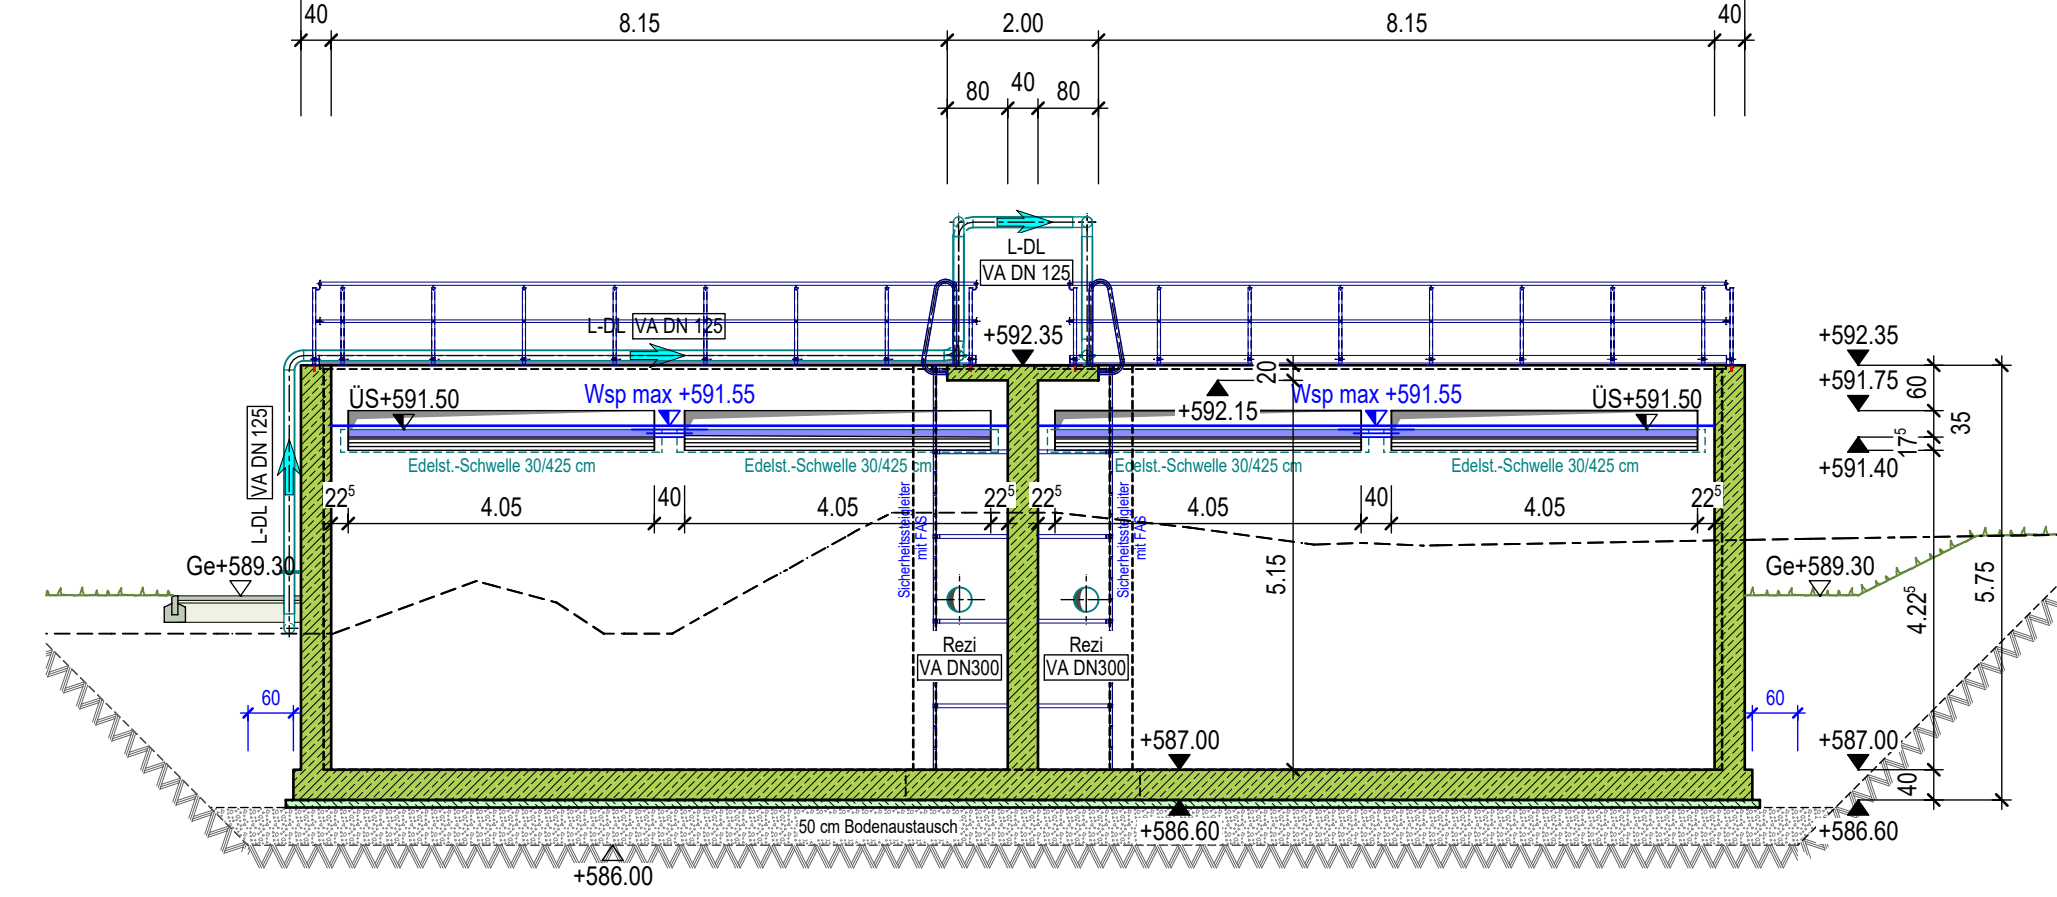 40
8.15
2.00
8.15
40
80
40
80
L-DL
VA DN 125
L-DL VA DN 125
+592.35
+592.35
20
+591.75
60
ÜS+591.50
Wsp max +591.55
+592.15
Wsp max +591.55
ÜS+591.50
35
17⁵
+591.40
L-DL VA DN 125
Edelst.-Schwelle 30/425 cm
Edelst.-Schwelle 30/425 cm
Edelst.-Schwelle 30/425 cm
Edelst.-Schwelle 30/425 cm
22⁵
4.05
40
4.05
22⁵
22⁵
4.05
40
4.05
22⁵
Sicherheitssteigleiter
mit FAS
Sicherheitssteigleiter
mit FAS
Ge+589.30
5.15
Ge+589.30
4.22⁵
5.75
Rezi
VA DN300
Rezi
VA DN300
60
60
+587.00
+587.00
40
50 cm Bodenaustausch
+586.60
+586.60
+586.00